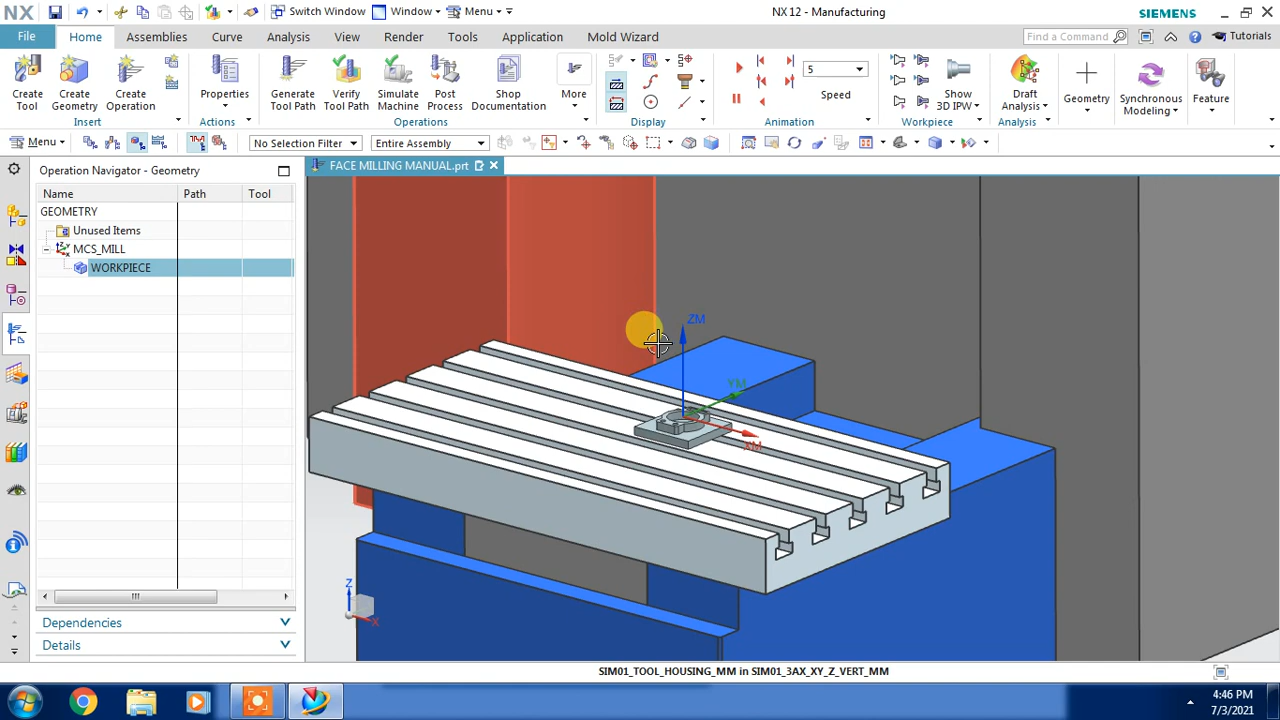 NX
Switch Window
Window
Menu
NX 12 - Manufacturing
SIEMENS
File
Home
Assemblies
Curve
Analysis
View
Render
Tools
Application
Mold Wizard
Find a Command
Tutorials
Create Tool
Create Geometry
Create Operation
Properties
Generate Tool Path
Verify Tool Path
Simulate Machine
Post Process
Shop Documentation
More
5
Speed
Show 3D IPW
Draft Analysis
Geometry
Synchronous Modeling
Feature
Insert
Actions
Operations
Display
Animation
Workpiece
Analysis
Menu
No Selection Filter
Entire Assembly
FACE MILLING MANUAL.prt
Operation Navigator - Geometry
Name
Path
Tool
GEOMETRY
Unused Items
MCS_MILL
WORKPIECE
ZM
YM
XM
Z
X
Dependencies
Details
SIM01_TOOL_HOUSING_MM in SIM01_3AX_XY_Z_VERT_MM
4:46 PM
7/3/2021